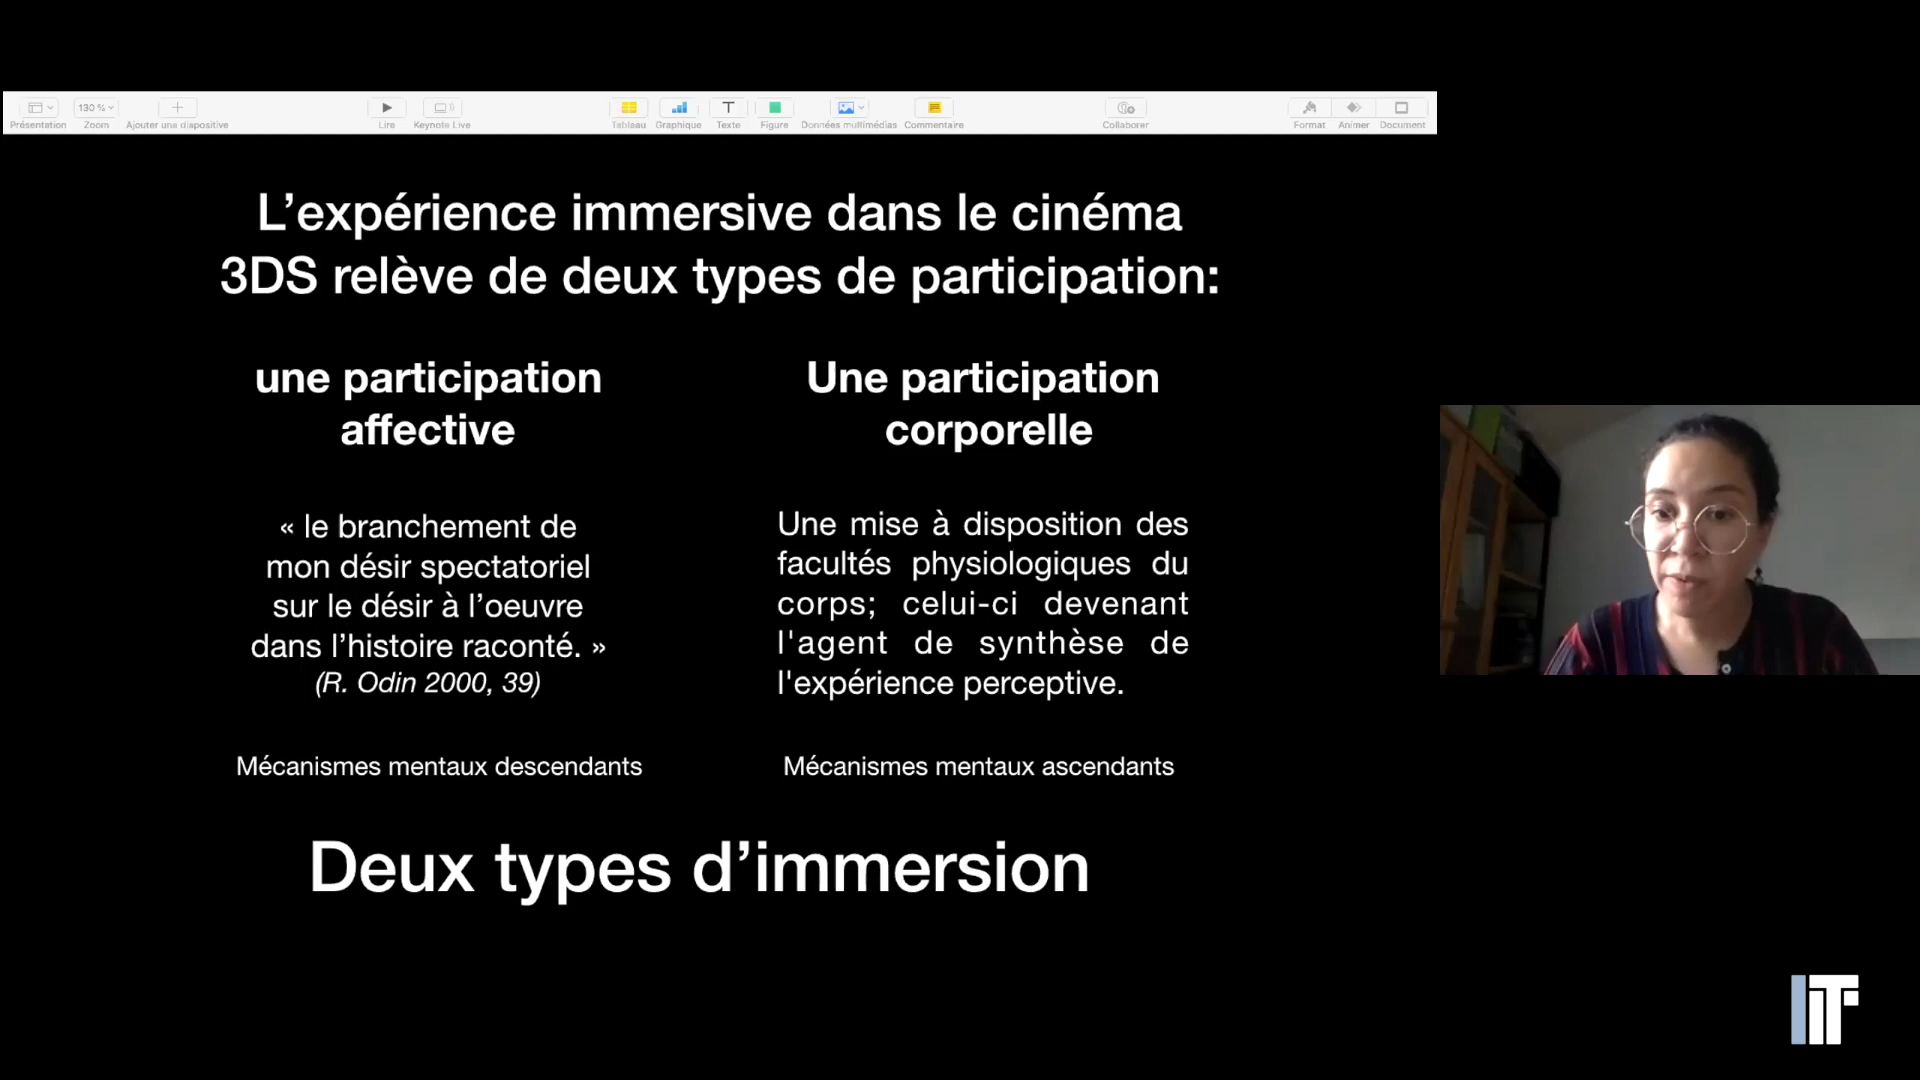 130 %
Présentation Zoom Ajouter une diapositive Lire Keynote Live Tableau Graphique Texte Figure Données multimédias Commentaire Collaborer Format Animer Document
L’expérience immersive dans le cinéma
3DS relève de deux types de participation:
une participation
affective
« le branchement de
mon désir spectatoriel
sur le désir à l’oeuvre
dans l’histoire raconté. »
(R. Odin 2000, 39)
Mécanismes mentaux descendants
Une participation
corporelle
Une mise à disposition des
facultés physiologiques du
corps; celui-ci devenant
l'agent de synthèse de
l'expérience perceptive.
Mécanismes mentaux ascendants
Deux types d’immersion